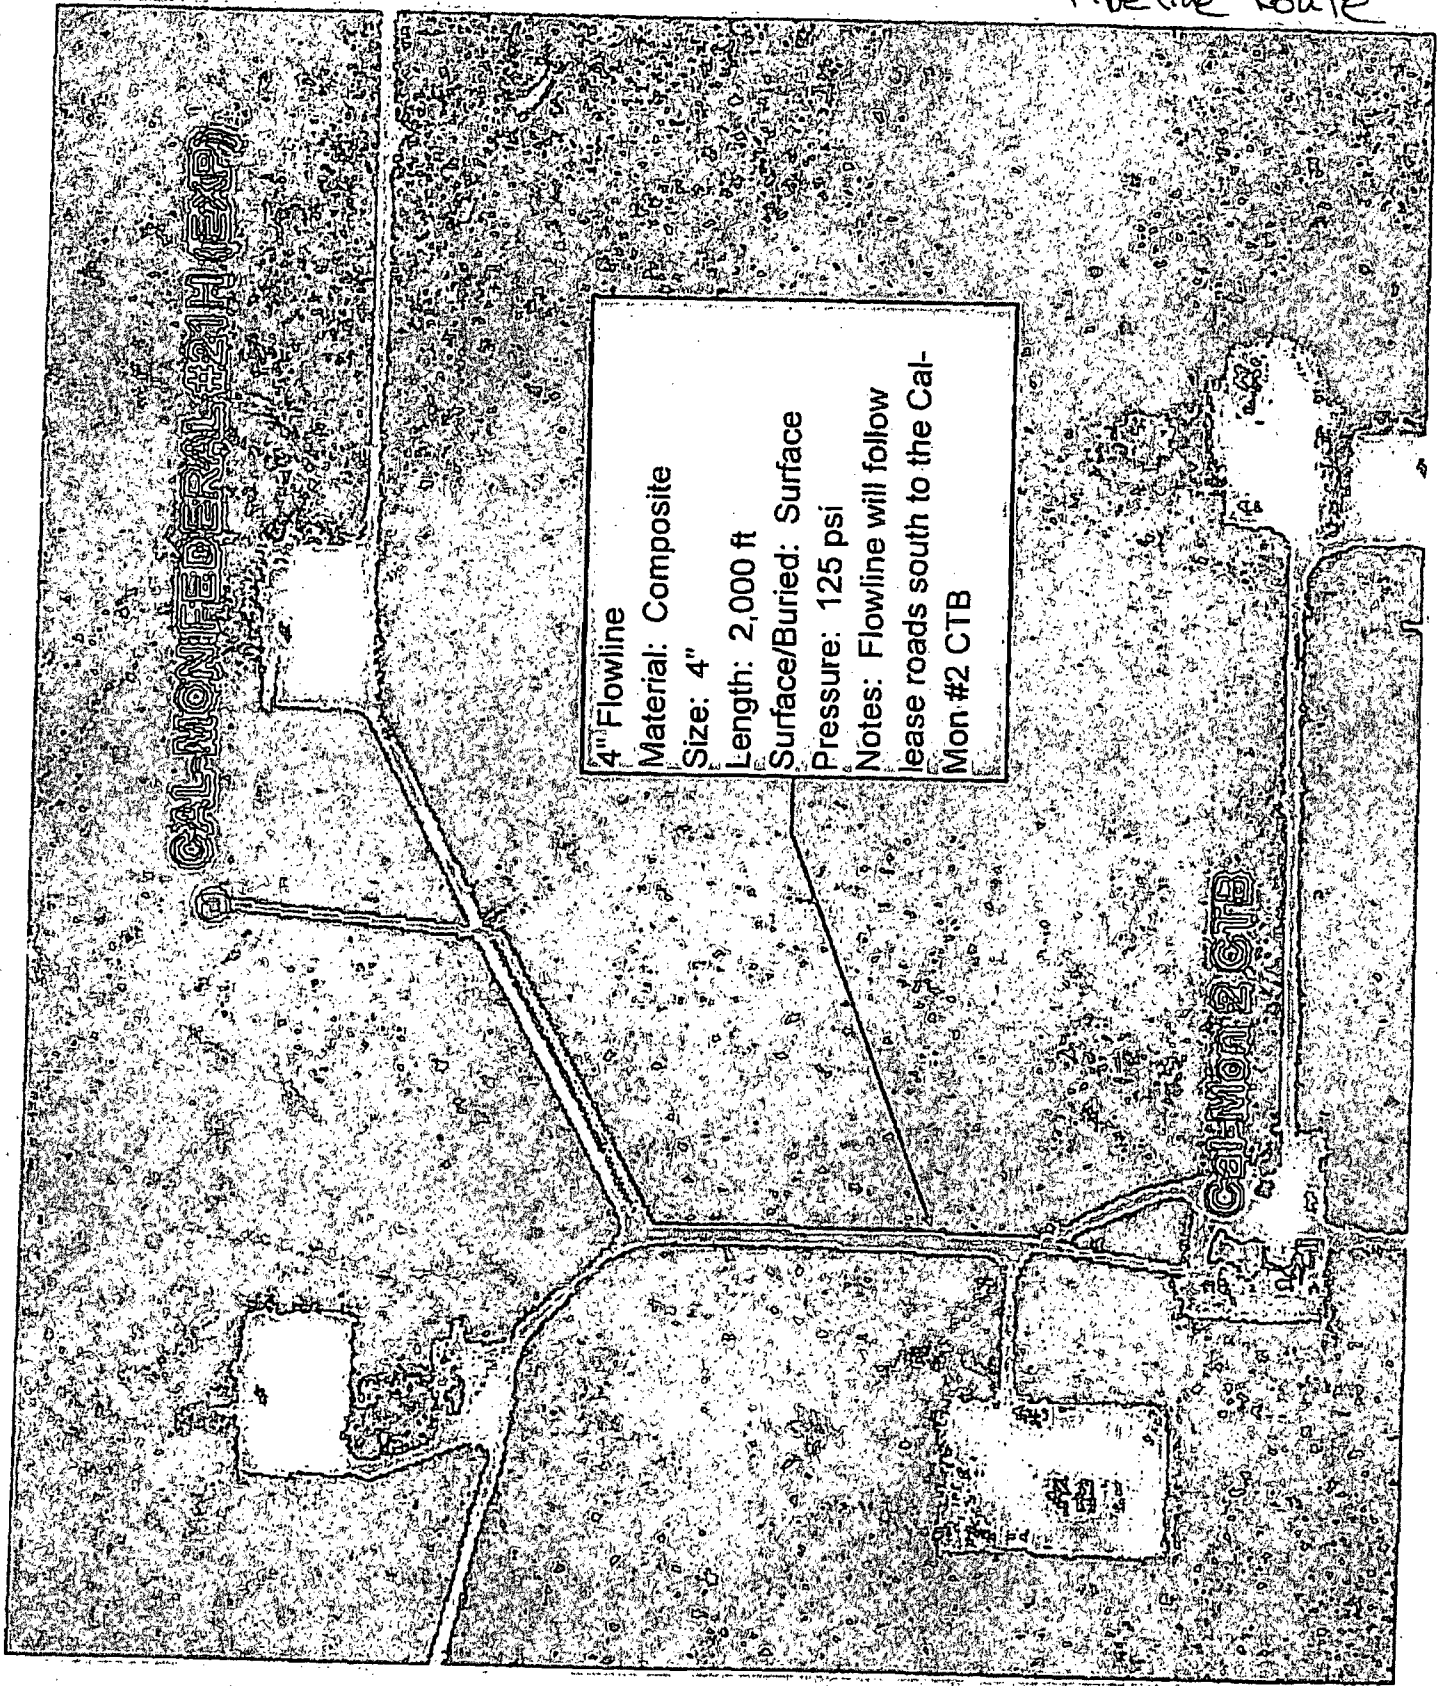 Pipeline Route
CAL-MON FEDERAL #21H (EXP)
4" Flowline
Material: Composite
Size: 4"
Length: 2,000 ft
Surface/Buried: Surface
Pressure: 125 psi
Notes: Flowline will follow
lease roads south to the Cal-
Mon #2 CTB
Cal-Mon 2 CTB